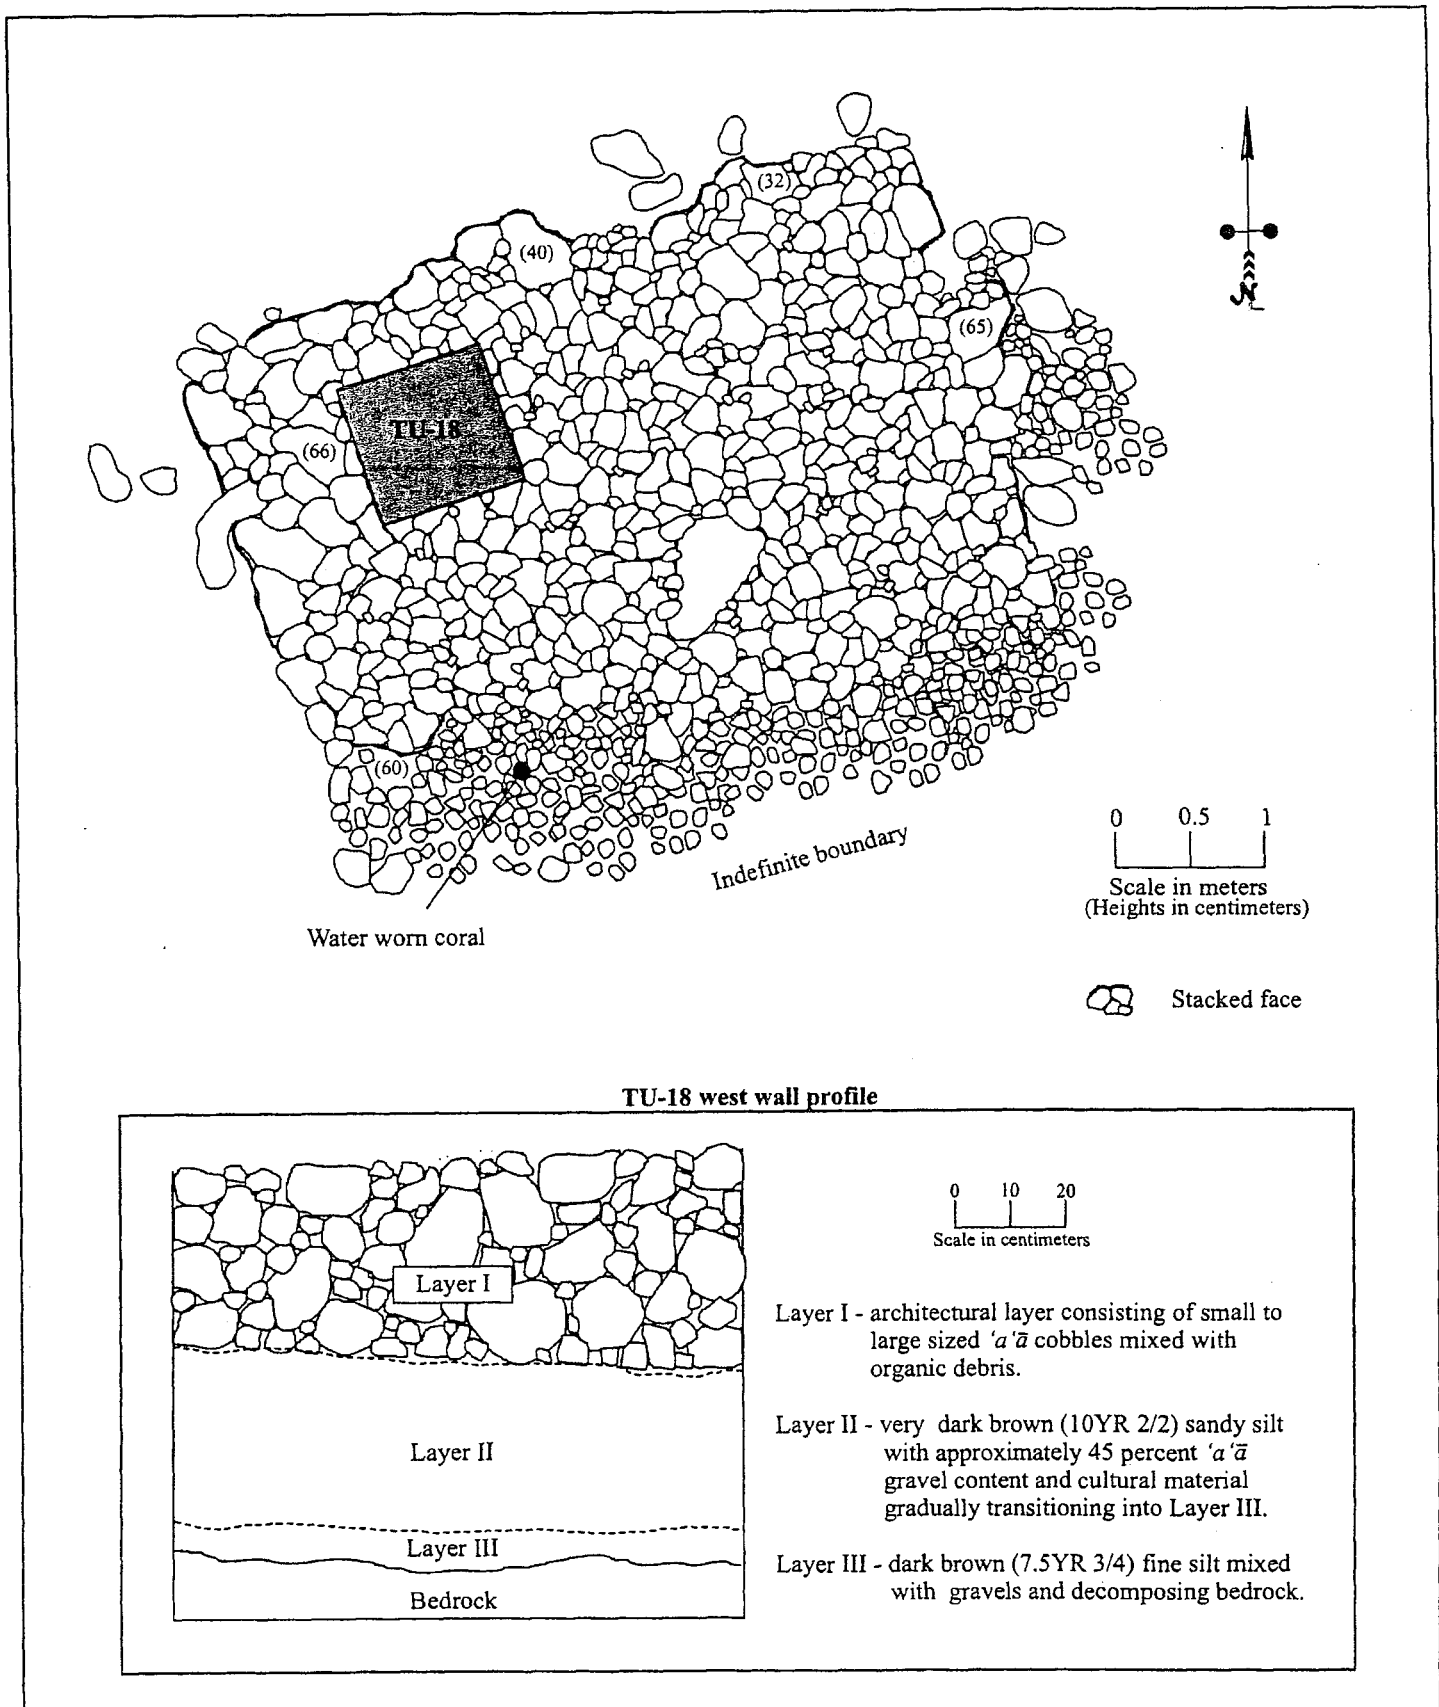 (32)
(40)
(65)
TU-18
(66)
(60)
0 0.5 1
Indefinite boundary
Scale in meters
(Heights in centimeters)
Water worn coral
Stacked face
TU-18 west wall profile
0 10 20
Scale in centimeters
Layer I
Layer I - architectural layer consisting of small to
large sized ʻaʻā cobbles mixed with
organic debris.
Layer II
Layer II - very dark brown (10YR 2/2) sandy silt
with approximately 45 percent ʻaʻā
gravel content and cultural material
gradually transitioning into Layer III.
Layer III
Layer III - dark brown (7.5YR 3/4) fine silt mixed
with gravels and decomposing bedrock.
Bedrock